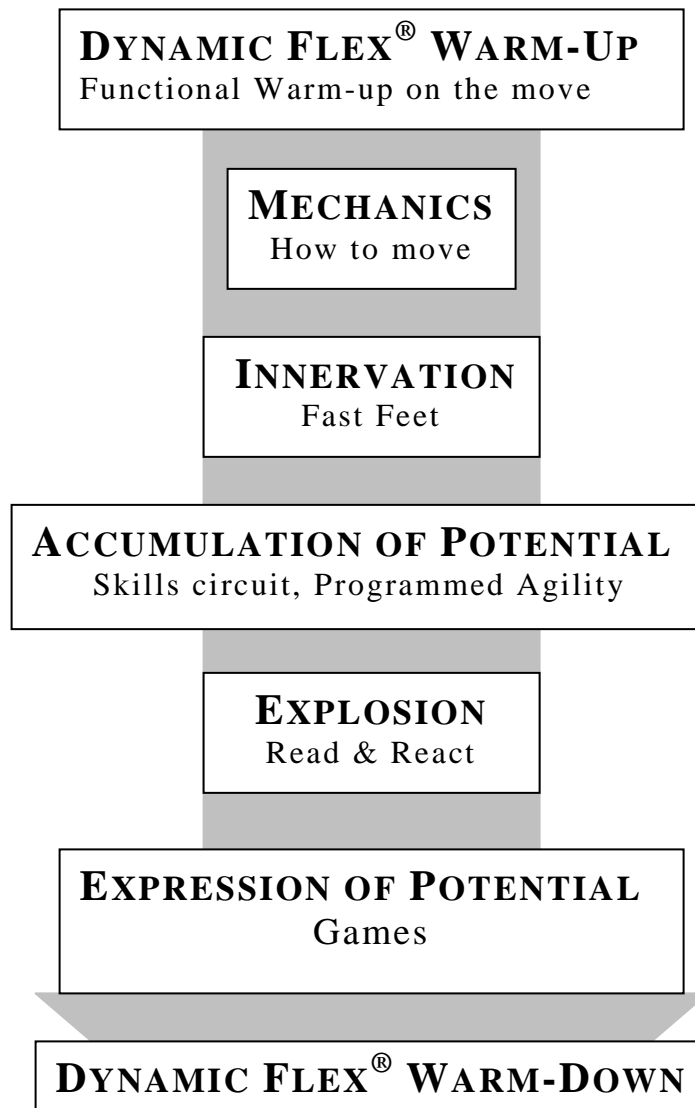 DYNAMIC FLEX® WARM-UP
Functional Warm-up on the move
MECHANICS
How to move
INNERVATION
Fast Feet
ACCUMULATION OF POTENTIAL
Skills circuit, Programmed Agility
EXPLOSION
Read & React
EXPRESSION OF POTENTIAL
Games
DYNAMIC FLEX® WARM-DOWN